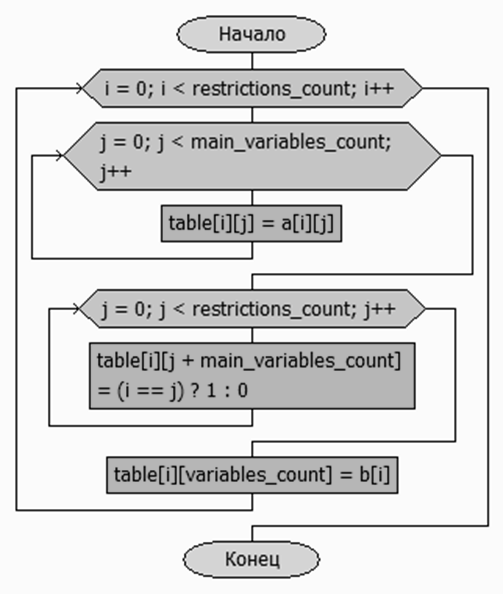 Начало
i = 0; i < restrictions_count; i++
j = 0; j < main_variables_count;
j++
table[i][j] = a[i][j]
j = 0; j < restrictions_count; j++
table[i][j + main_variables_count]
= (i == j) ? 1 : 0
table[i][variables_count] = b[i]
Конец